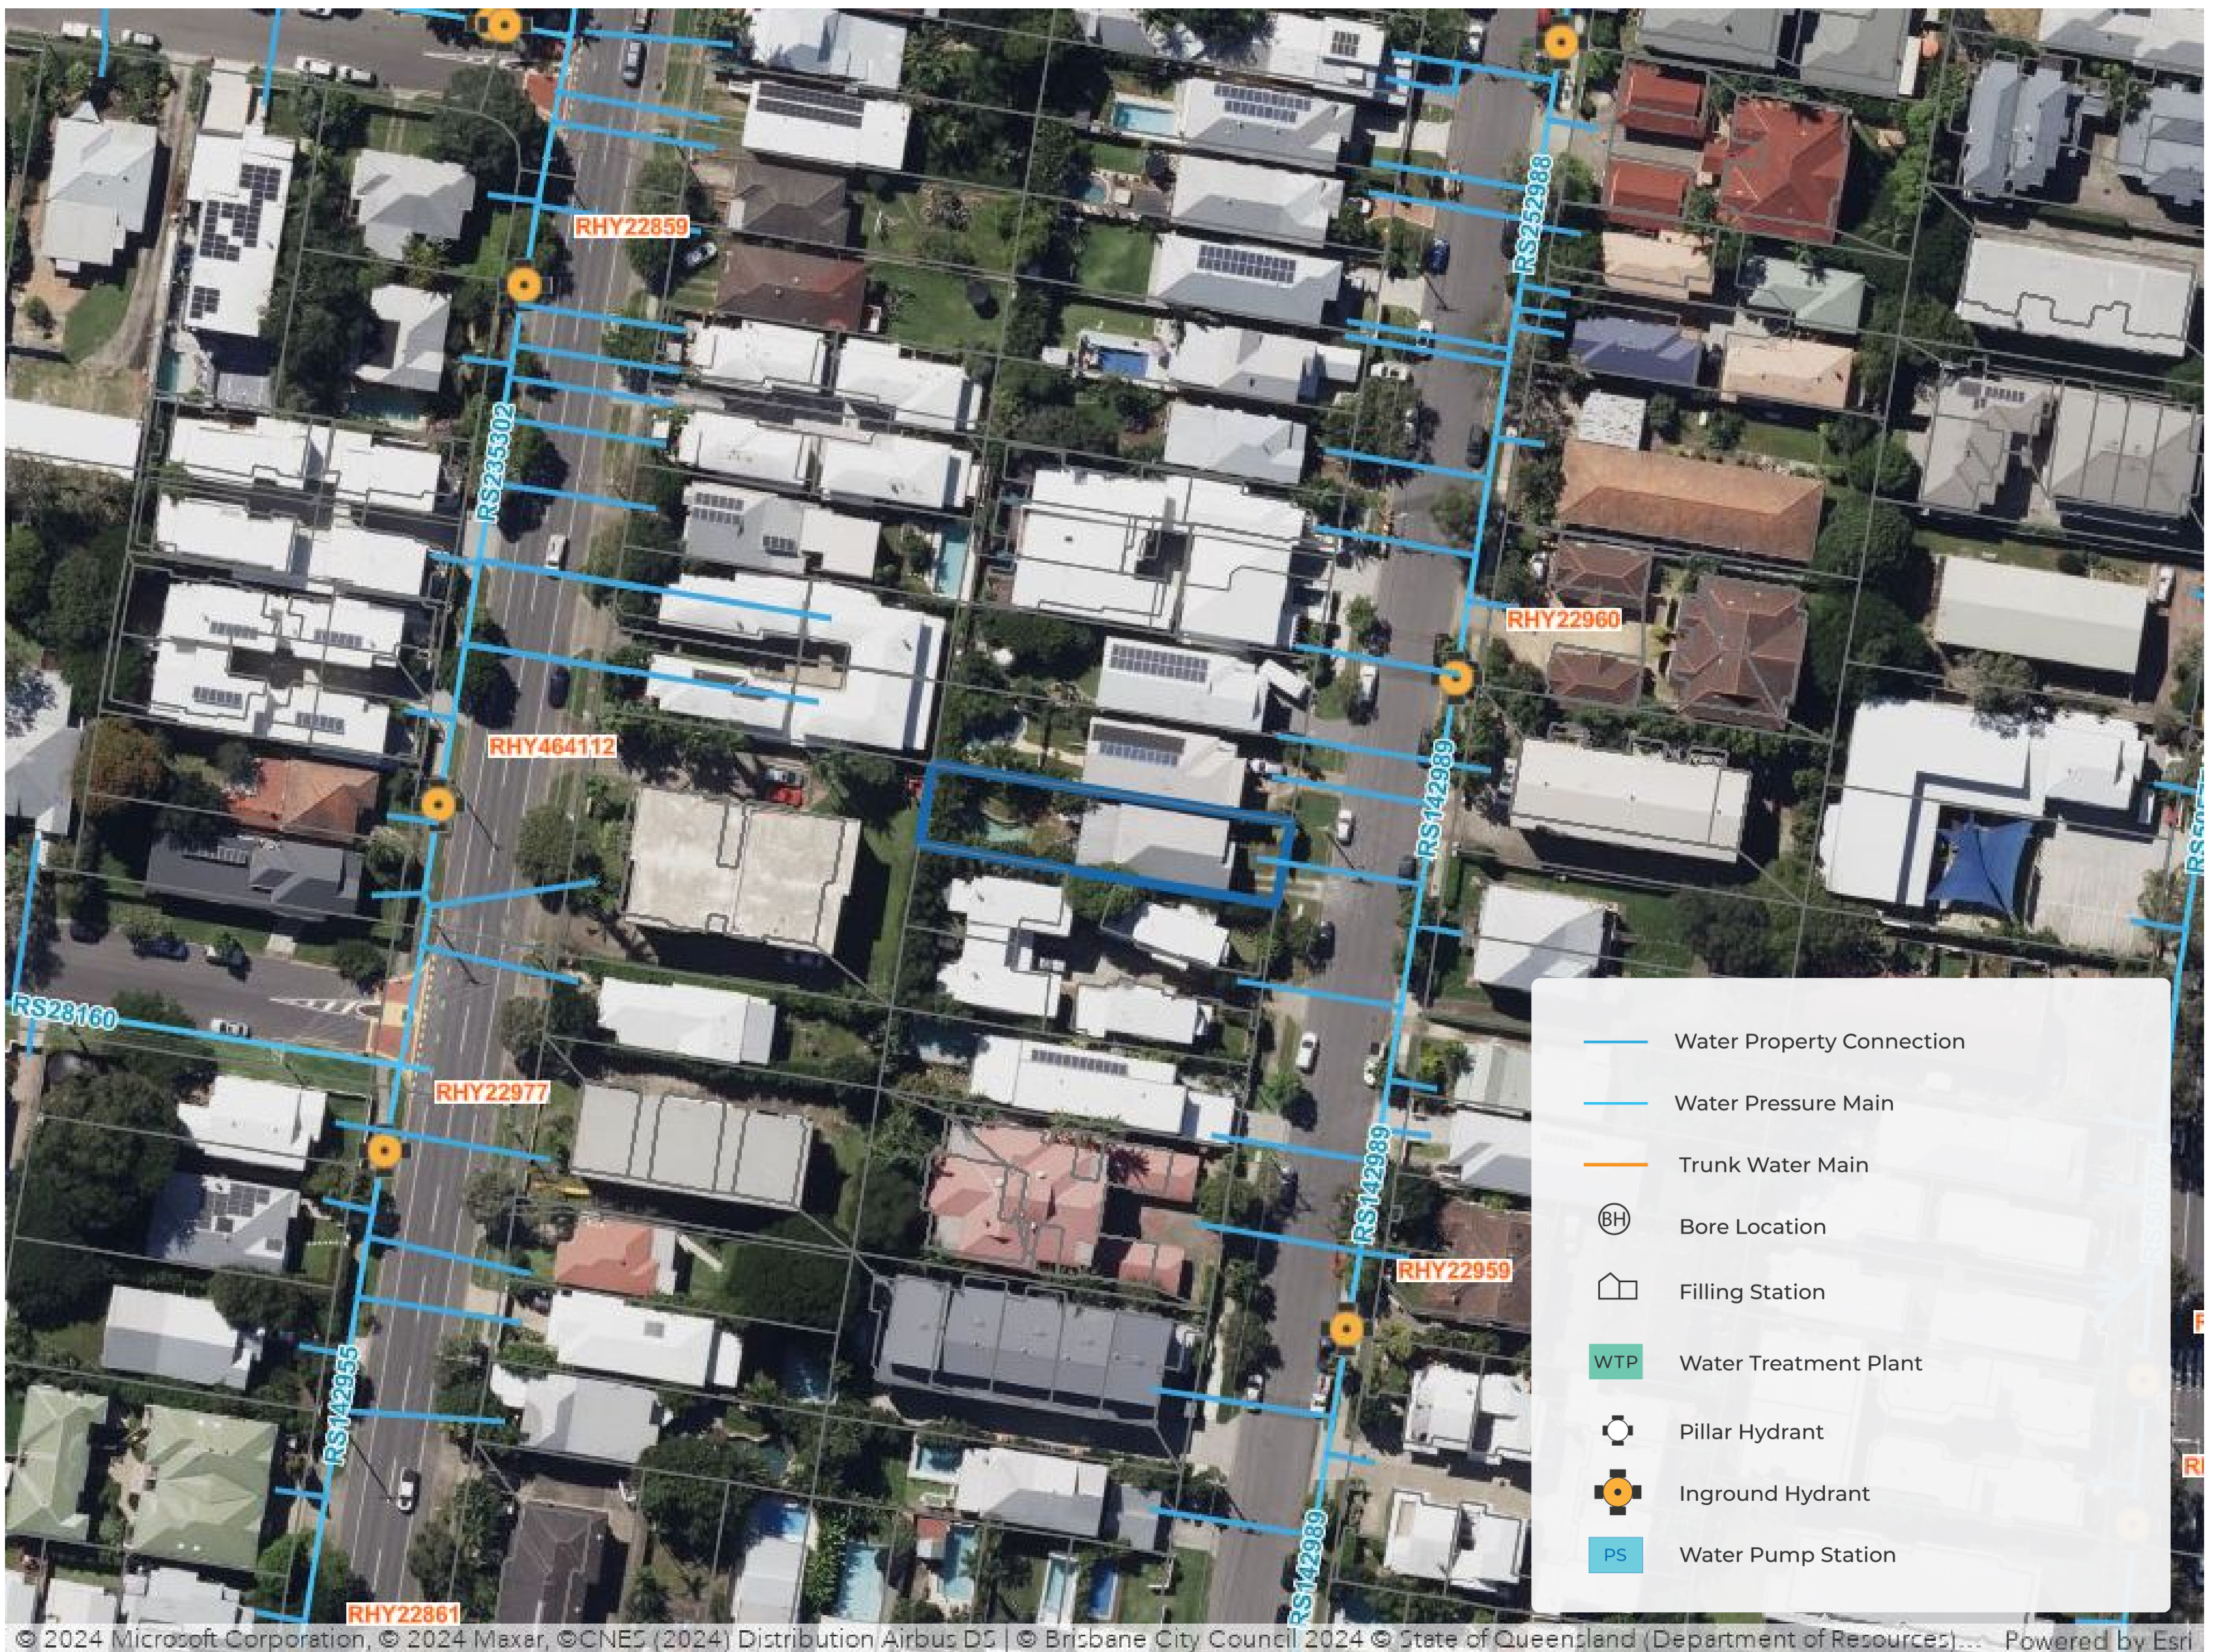 RS252988
RHY22859
RS235302
RHY22960
RHY464112
RS142989
RS28160
RHY22977
RS142989
RHY22959
RS142955
RS142989
RHY22861
Water Property Connection
Water Pressure Main
Trunk Water Main
BH Bore Location
Filling Station
WTP Water Treatment Plant
Pillar Hydrant
Inground Hydrant
PS Water Pump Station
© 2024 Microsoft Corporation, © 2024 Maxar, ©CNES (2024) Distribution Airbus DS | © Brisbane City Council 2024 © State of Queensland (Department of Resources)... Powered by Esri